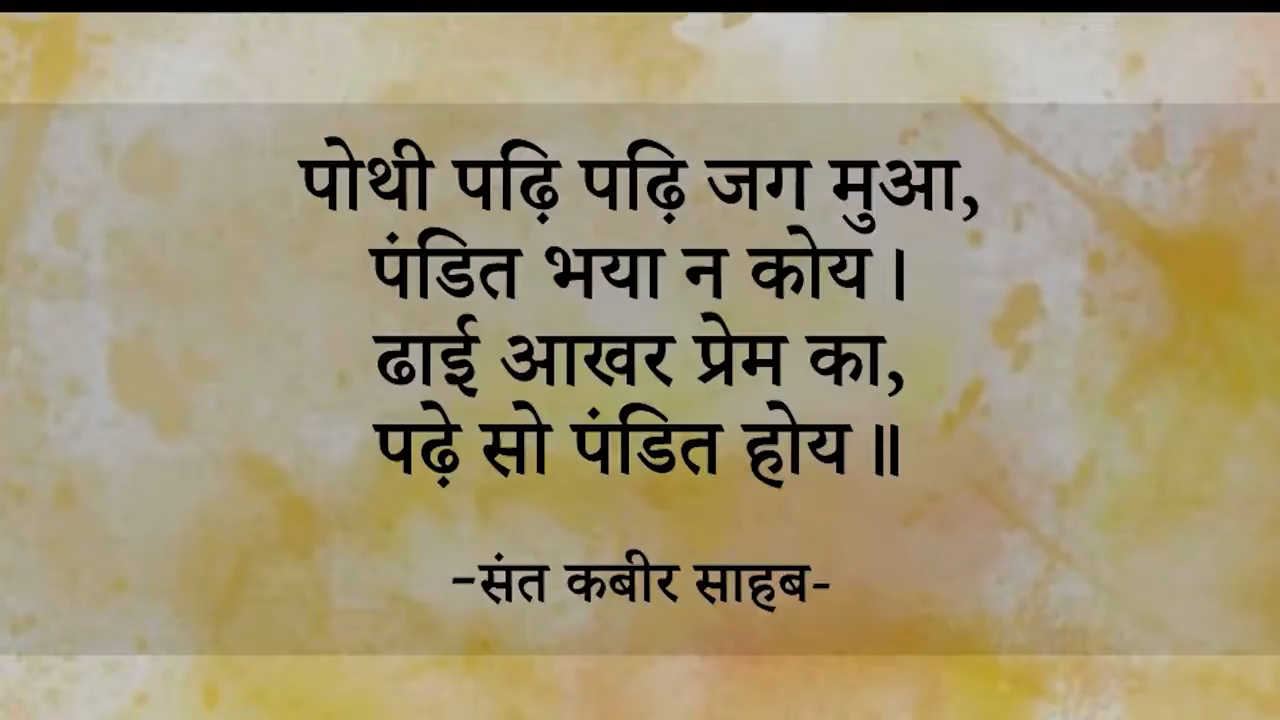 पोथी पढ़ि पढ़ि जग मुआ,
पंडित भया न कोय।
ढाई आखर प्रेम का,
पढ़े सो पंडित होय॥
-संत कबीर साहब-